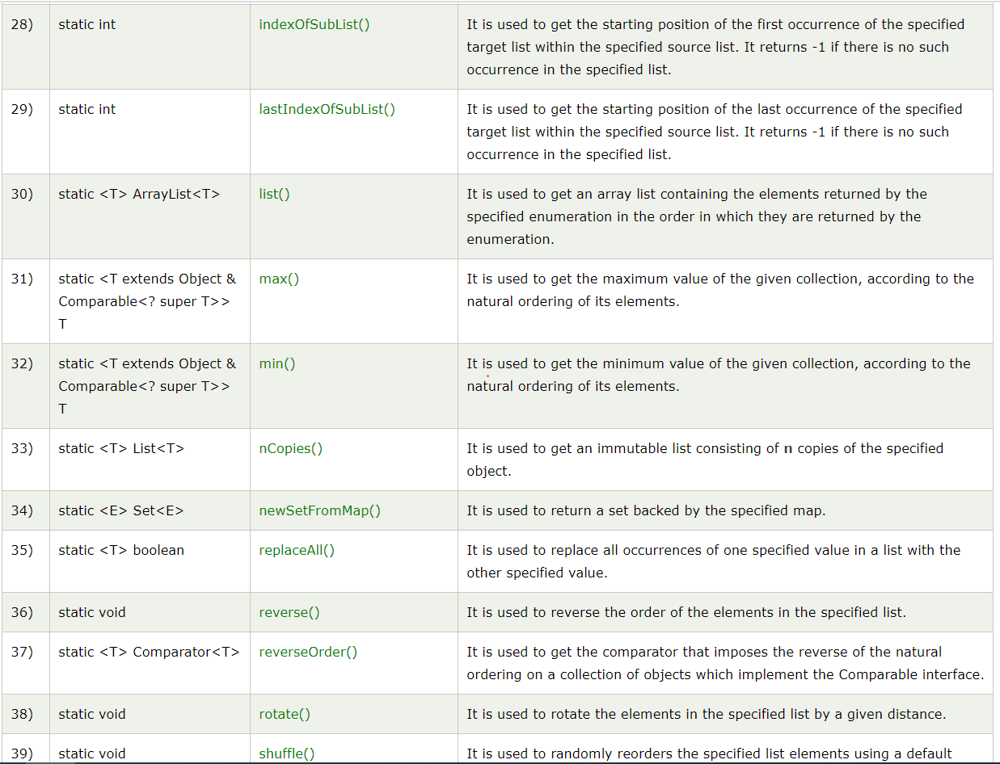 28) static int indexOfSubList() It is used to get the starting position of the first occurrence of the specified
target list within the specified source list. It returns -1 if there is no such
occurrence in the specified list.
29) static int lastIndexOfSubList() It is used to get the starting position of the last occurrence of the specified
target list within the specified source list. It returns -1 if there is no such
occurrence in the specified list.
30) static <T> ArrayList<T> list() It is used to get an array list containing the elements returned by the
specified enumeration in the order in which they are returned by the
enumeration.
31) static <T extends Object & max() It is used to get the maximum value of the given collection, according to the
Comparable<? super T>> natural ordering of its elements.
T
32) static <T extends Object & min() It is used to get the minimum value of the given collection, according to the
Comparable<? super T>> natural ordering of its elements.
T
33) static <T> List<T> nCopies() It is used to get an immutable list consisting of n copies of the specified
object.
34) static <E> Set<E> newSetFromMap() It is used to return a set backed by the specified map.
35) static <T> boolean replaceAll() It is used to replace all occurrences of one specified value in a list with the
other specified value.
36) static void reverse() It is used to reverse the order of the elements in the specified list.
37) static <T> Comparator<T> reverseOrder() It is used to get the comparator that imposes the reverse of the natural
ordering on a collection of objects which implement the Comparable interface.
38) static void rotate() It is used to rotate the elements in the specified list by a given distance.
39) static void shuffle() It is used to randomly reorders the specified list elements using a default